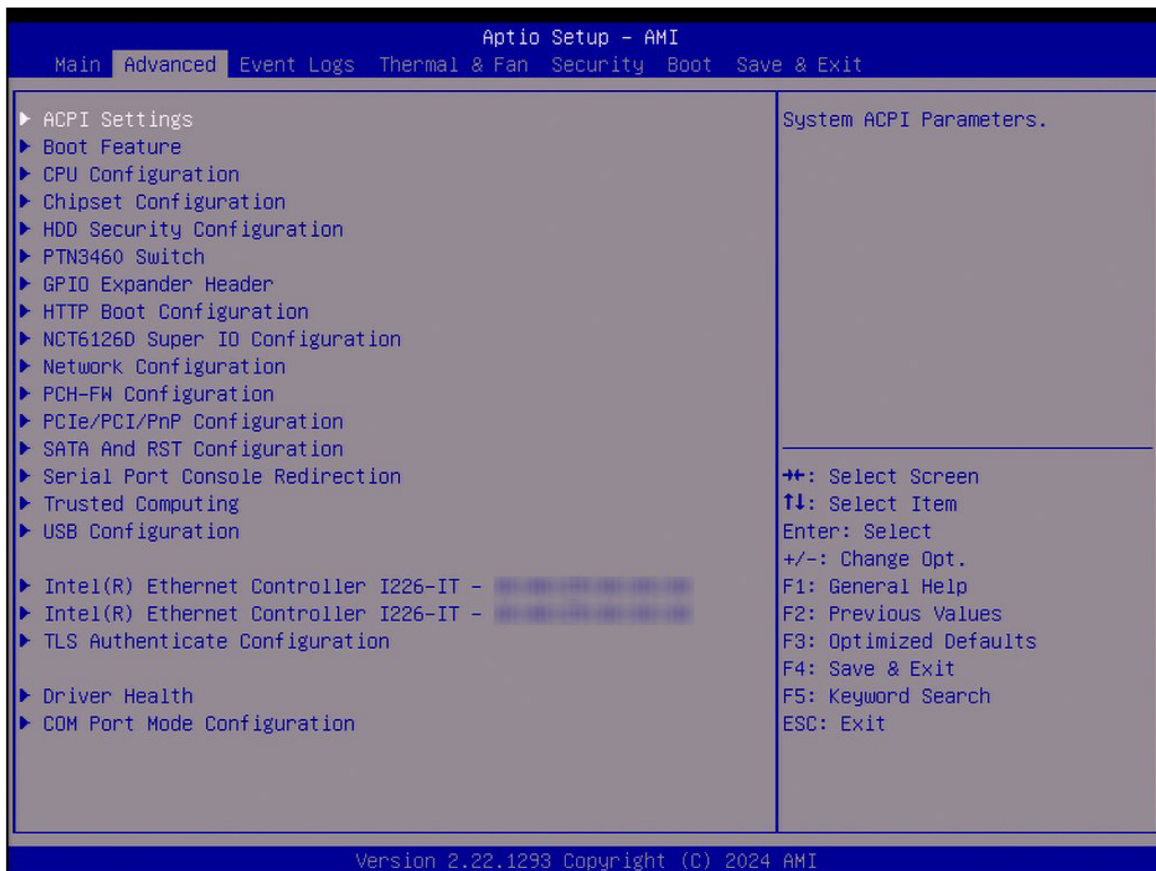 Aptio Setup – AMI
Main Advanced Event Logs Thermal & Fan Security Boot Save & Exit
ACPI Settings
Boot Feature
CPU Configuration
Chipset Configuration
HDD Security Configuration
PTN3460 Switch
GPIO Expander Header
HTTP Boot Configuration
NCT6126D Super IO Configuration
Network Configuration
PCH-FW Configuration
PCIe/PCI/PnP Configuration
SATA And RST Configuration
Serial Port Console Redirection
Trusted Computing
USB Configuration
Intel(R) Ethernet Controller I226-IT -
Intel(R) Ethernet Controller I226-IT -
TLS Authenticate Configuration
Driver Health
COM Port Mode Configuration
System ACPI Parameters.
→←: Select Screen
↑↓: Select Item
Enter: Select
+/-: Change Opt.
F1: General Help
F2: Previous Values
F3: Optimized Defaults
F4: Save & Exit
F5: Keyword Search
ESC: Exit
Version 2.22.1293 Copyright (C) 2024 AMI